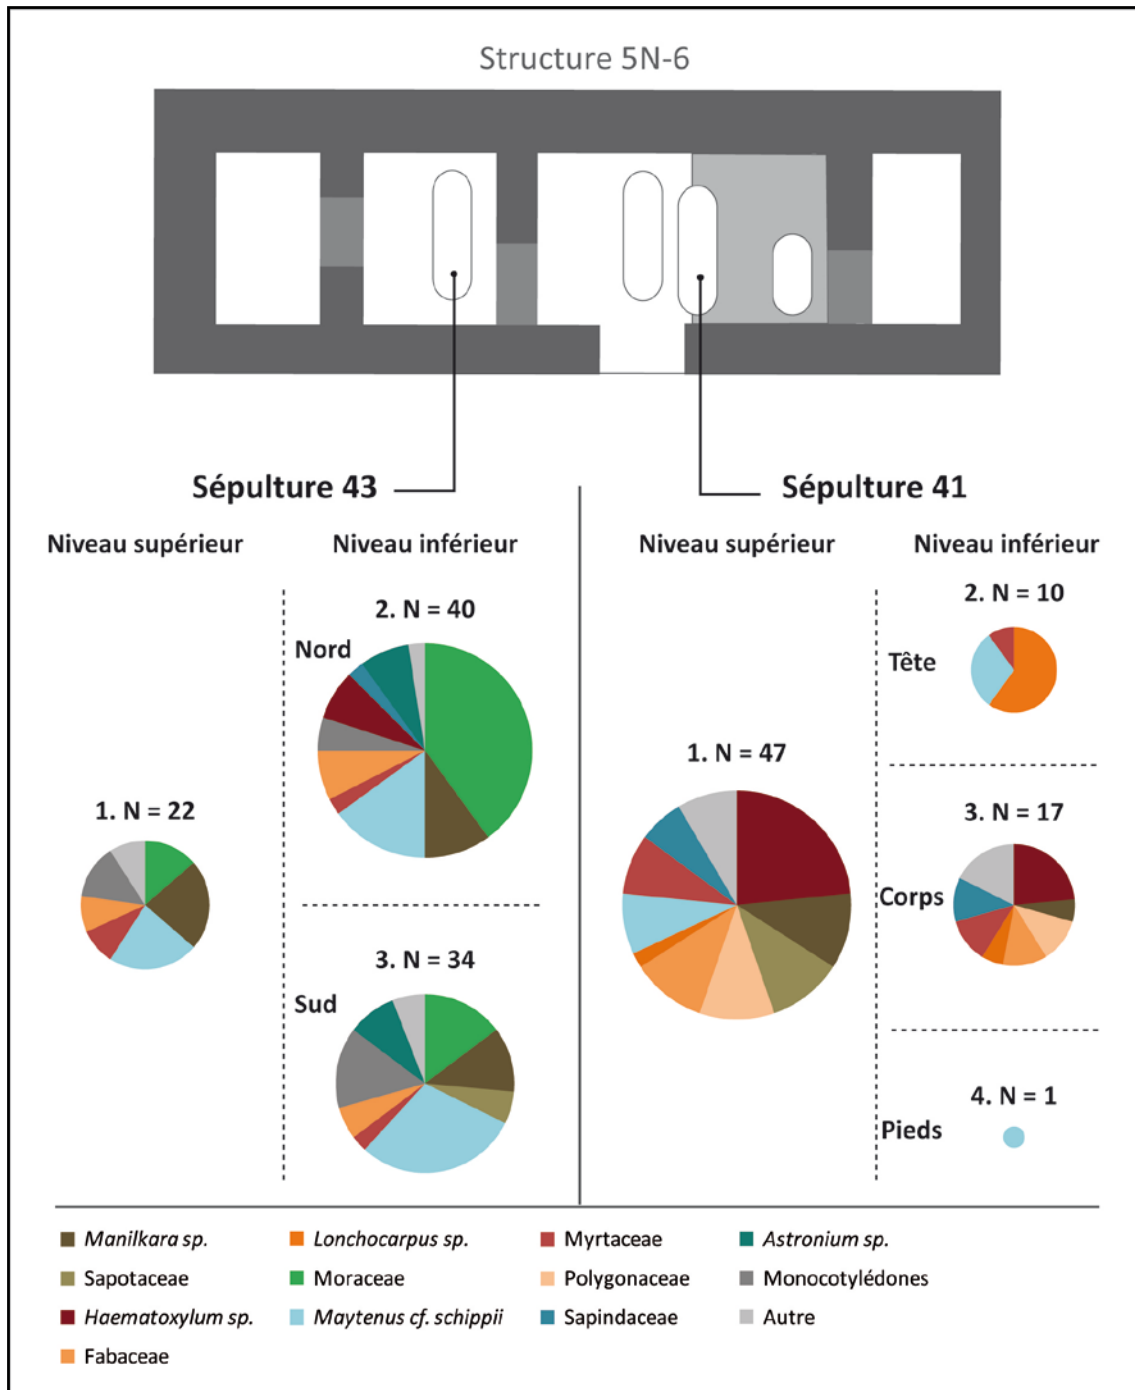 Structure 5N-6
Sépulture 43
Sépulture 41
Niveau supérieur
Niveau inférieur
Niveau supérieur
Niveau inférieur
2. N = 40
Nord
1. N = 22
3. N = 34
Sud
1. N = 47
2. N = 10
Tête
3. N = 17
Corps
4. N = 1
Pieds
Manilkara sp.
Lonchocarpus sp.
Myrtaceae
Astronium sp.
Sapotaceae
Moraceae
Polygonaceae
Monocotylédones
Haematoxylum sp.
Maytenus cf. schippii
Sapindaceae
Autre
Fabaceae